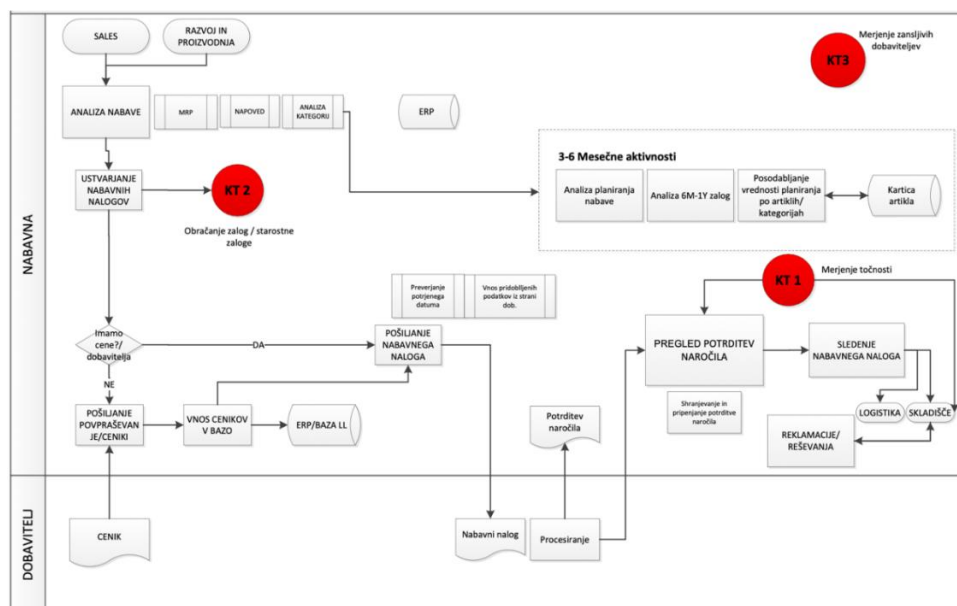 NABAVNA
SALES
RAZVOJ IN
PROIZVODNJA
KT3
Merjenje zansljivih
dobaviteljev
ANALIZA NABAVE
MRP
NAPOVED
ANALIZA
KATEGORIJ
ERP
3-6 Mesečne aktivnosti
Analiza planiranja
nabave
Analiza 6M-1Y zalog
Posodabljanje
vrednosti planiranja
po artiklih/
kategorijah
Kartica
artikla
USTVARJANJE
NABAVNIH
NALOGOV
KT 2
Obračanje zalog / starostne
zaloge
KT 1
Merjenje točnosti
Preverjanje
potrjenega
datuma
Vnos pridobljenih
podatkov iz strani
dob.
Imamo
cene?/
dobavitelja
DA
POŠILJANJE
NABAVNEGA
NALOGA
PREGLED POTRDITEV
NAROČILA
SLEDENJE
NABAVNEGA NALOGA
NE
POŠILJANJE
POVPRAŠEVAN
JE/CENIKI
VNOS CENIKOV
V BAZO
ERP/BAZA LL
Potrditev
naročila
Shranjevanje in
pripenjanje potrditve
naročila
LOGISTIKA
SKLADIŠČE
REKLAMACIJE/
REŠEVANJA
DOBAVITELJ
CENIK
Nabavni nalog
Procesiranje